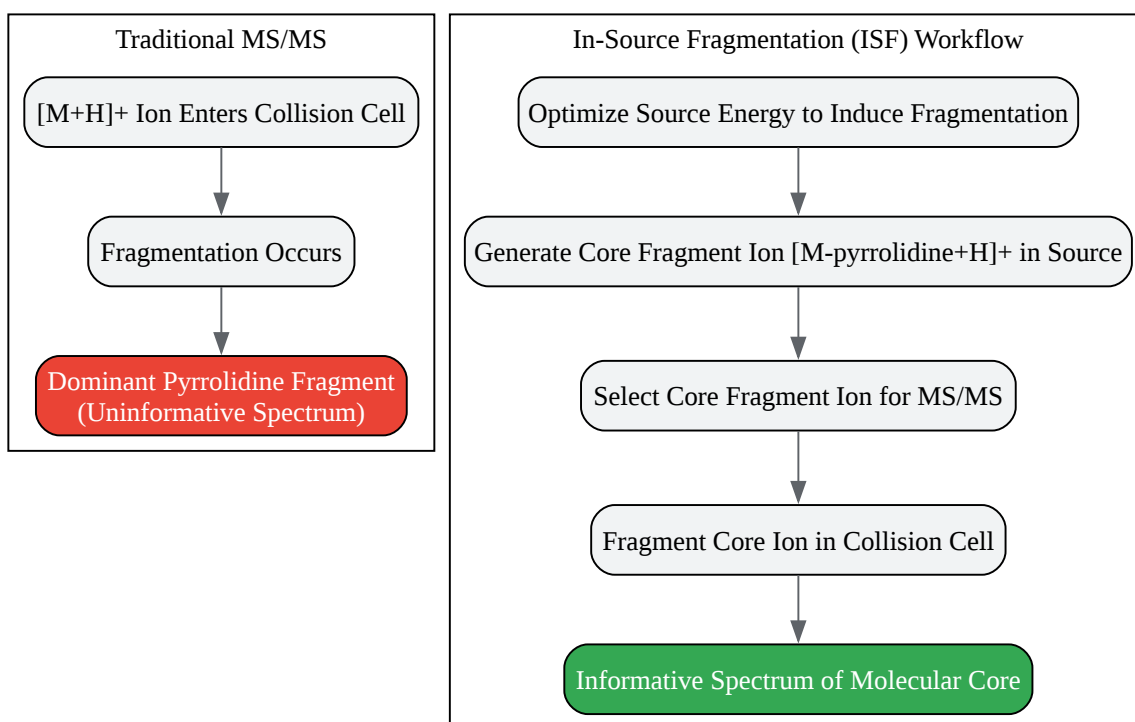 Traditional MS/MS
[M+H]+ Ion Enters Collision Cell
Fragmentation Occurs
Dominant Pyrrolidine Fragment
(Uninformative Spectrum)
In-Source Fragmentation (ISF) Workflow
Optimize Source Energy to Induce Fragmentation
Generate Core Fragment Ion [M-pyrrolidine+H]+ in Source
Select Core Fragment Ion for MS/MS
Fragment Core Ion in Collision Cell
Informative Spectrum of Molecular Core